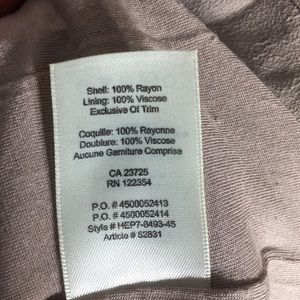 Shell: 100% Rayon
Lining: 100% Viscose
Exclusive Of Trim
Coquille: 100% Rayonne
Doublure: 100% Viscose
Aucune Garniture Comprise
CA 23725
RN 122354
P.O. # 4500052413
P.O. # 4500052414
Style # HEP7-8493-45
Article # 52831